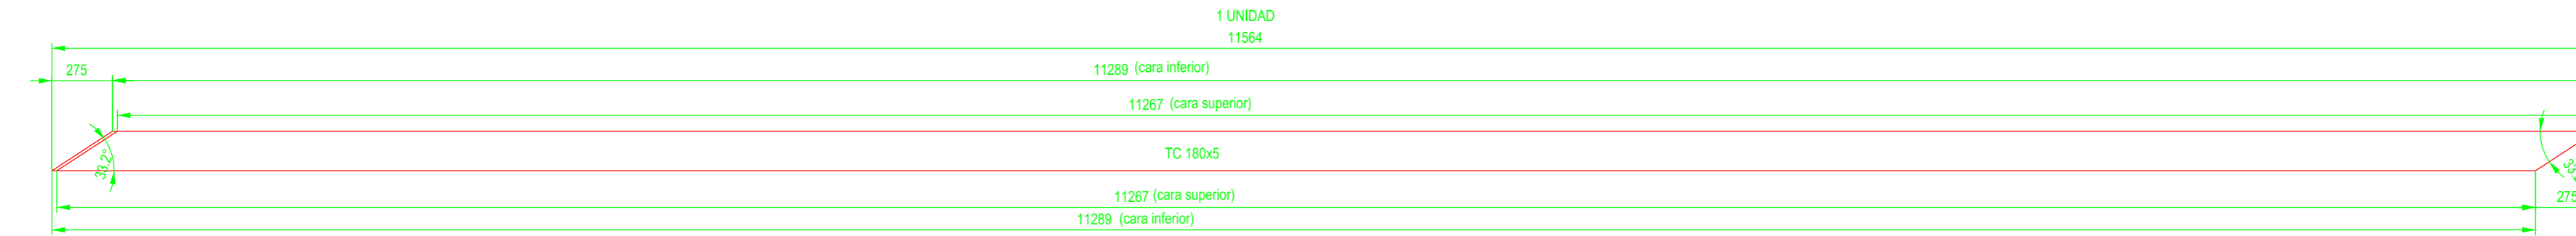 1 UNIDAD
11564
275
11289 (cara inferior)
11267 (cara superior)
33.2°
TC 180x5
11267 (cara superior)
275
11289 (cara inferior)